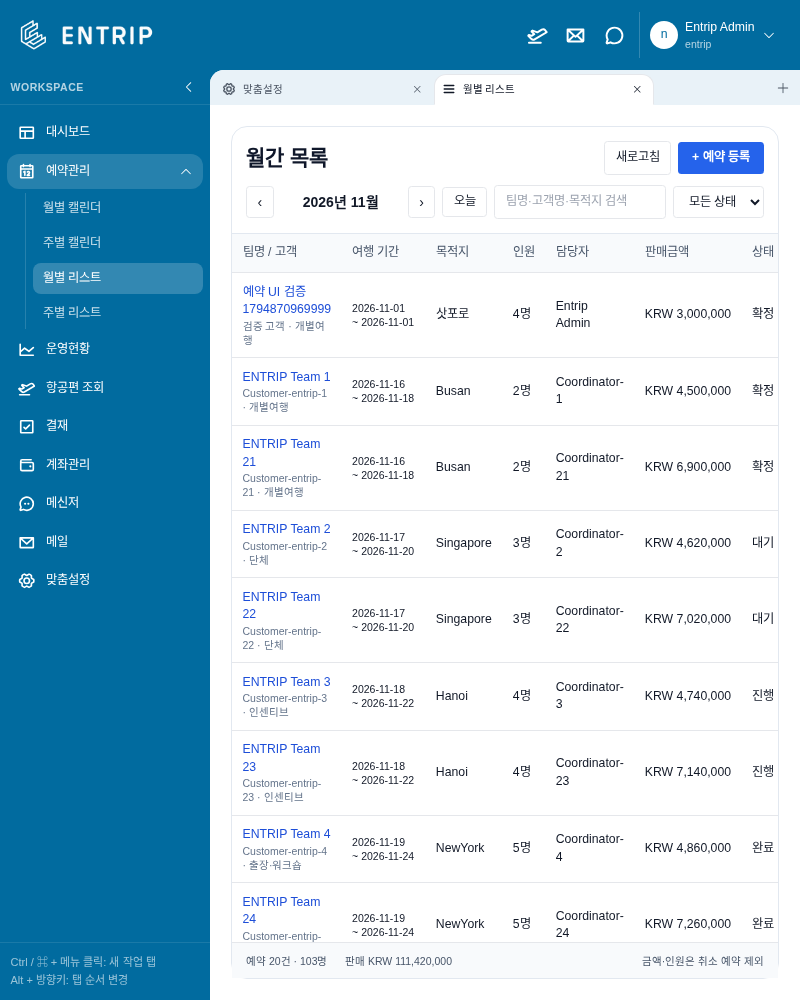 ENTRIP
n
Entrip Admin
entrip
WORKSPACE
맞춤설정
월별 리스트
대시보드
예약관리
월별 캘린더
주별 캘린더
월별 리스트
주별 리스트
운영현황
항공편 조회
결재
계좌관리
메신저
메일
맞춤설정
Ctrl / ⌘ + 메뉴 클릭: 새 작업 탭
Alt + 방향키: 탭 순서 변경
월간 목록
새로고침
+ 예약 등록
‹
2026년 11월
›
오늘
팀명·고객명·목적지 검색
모든 상태
팀명 / 고객 여행 기간 목적지 인원 담당자 판매금액 상태
예약 UI 검증
1794870969999
검증 고객 · 개별여
행
2026-11-01
~ 2026-11-01
삿포로
4명
Entrip
Admin
KRW 3,000,000
확정
ENTRIP Team 1
Customer-entrip-1
· 개별여행
2026-11-16
~ 2026-11-18
Busan
2명
Coordinator-
1
KRW 4,500,000
확정
ENTRIP Team
21
Customer-entrip-
21 · 개별여행
2026-11-16
~ 2026-11-18
Busan
2명
Coordinator-
21
KRW 6,900,000
확정
ENTRIP Team 2
Customer-entrip-2
· 단체
2026-11-17
~ 2026-11-20
Singapore
3명
Coordinator-
2
KRW 4,620,000
대기
ENTRIP Team
22
Customer-entrip-
22 · 단체
2026-11-17
~ 2026-11-20
Singapore
3명
Coordinator-
22
KRW 7,020,000
대기
ENTRIP Team 3
Customer-entrip-3
· 인센티브
2026-11-18
~ 2026-11-22
Hanoi
4명
Coordinator-
3
KRW 4,740,000
진행
ENTRIP Team
23
Customer-entrip-
23 · 인센티브
2026-11-18
~ 2026-11-22
Hanoi
4명
Coordinator-
23
KRW 7,140,000
진행
ENTRIP Team 4
Customer-entrip-4
· 출장·워크숍
2026-11-19
~ 2026-11-24
NewYork
5명
Coordinator-
4
KRW 4,860,000
완료
ENTRIP Team
24
Customer-entrip-
2026-11-19
~ 2026-11-24
NewYork
5명
Coordinator-
24
KRW 7,260,000
완료
예약 20건 · 103명
판매 KRW 111,420,000
금액·인원은 취소 예약 제외